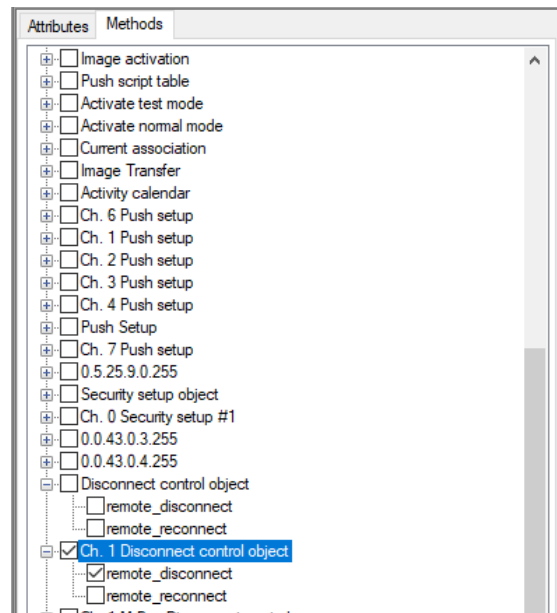 Attributes Methods
Image activation
Push script table
Activate test mode
Activate normal mode
Current association
Image Transfer
Activity calendar
Ch. 6 Push setup
Ch. 1 Push setup
Ch. 2 Push setup
Ch. 3 Push setup
Ch. 4 Push setup
Push Setup
Ch. 7 Push setup
0.5.25.9.0.255
Security setup object
Ch. 0 Security setup #1
0.0.43.0.3.255
0.0.43.0.4.255
Disconnect control object
remote_disconnect
remote_reconnect
Ch. 1 Disconnect control object
remote_disconnect
remote_reconnect